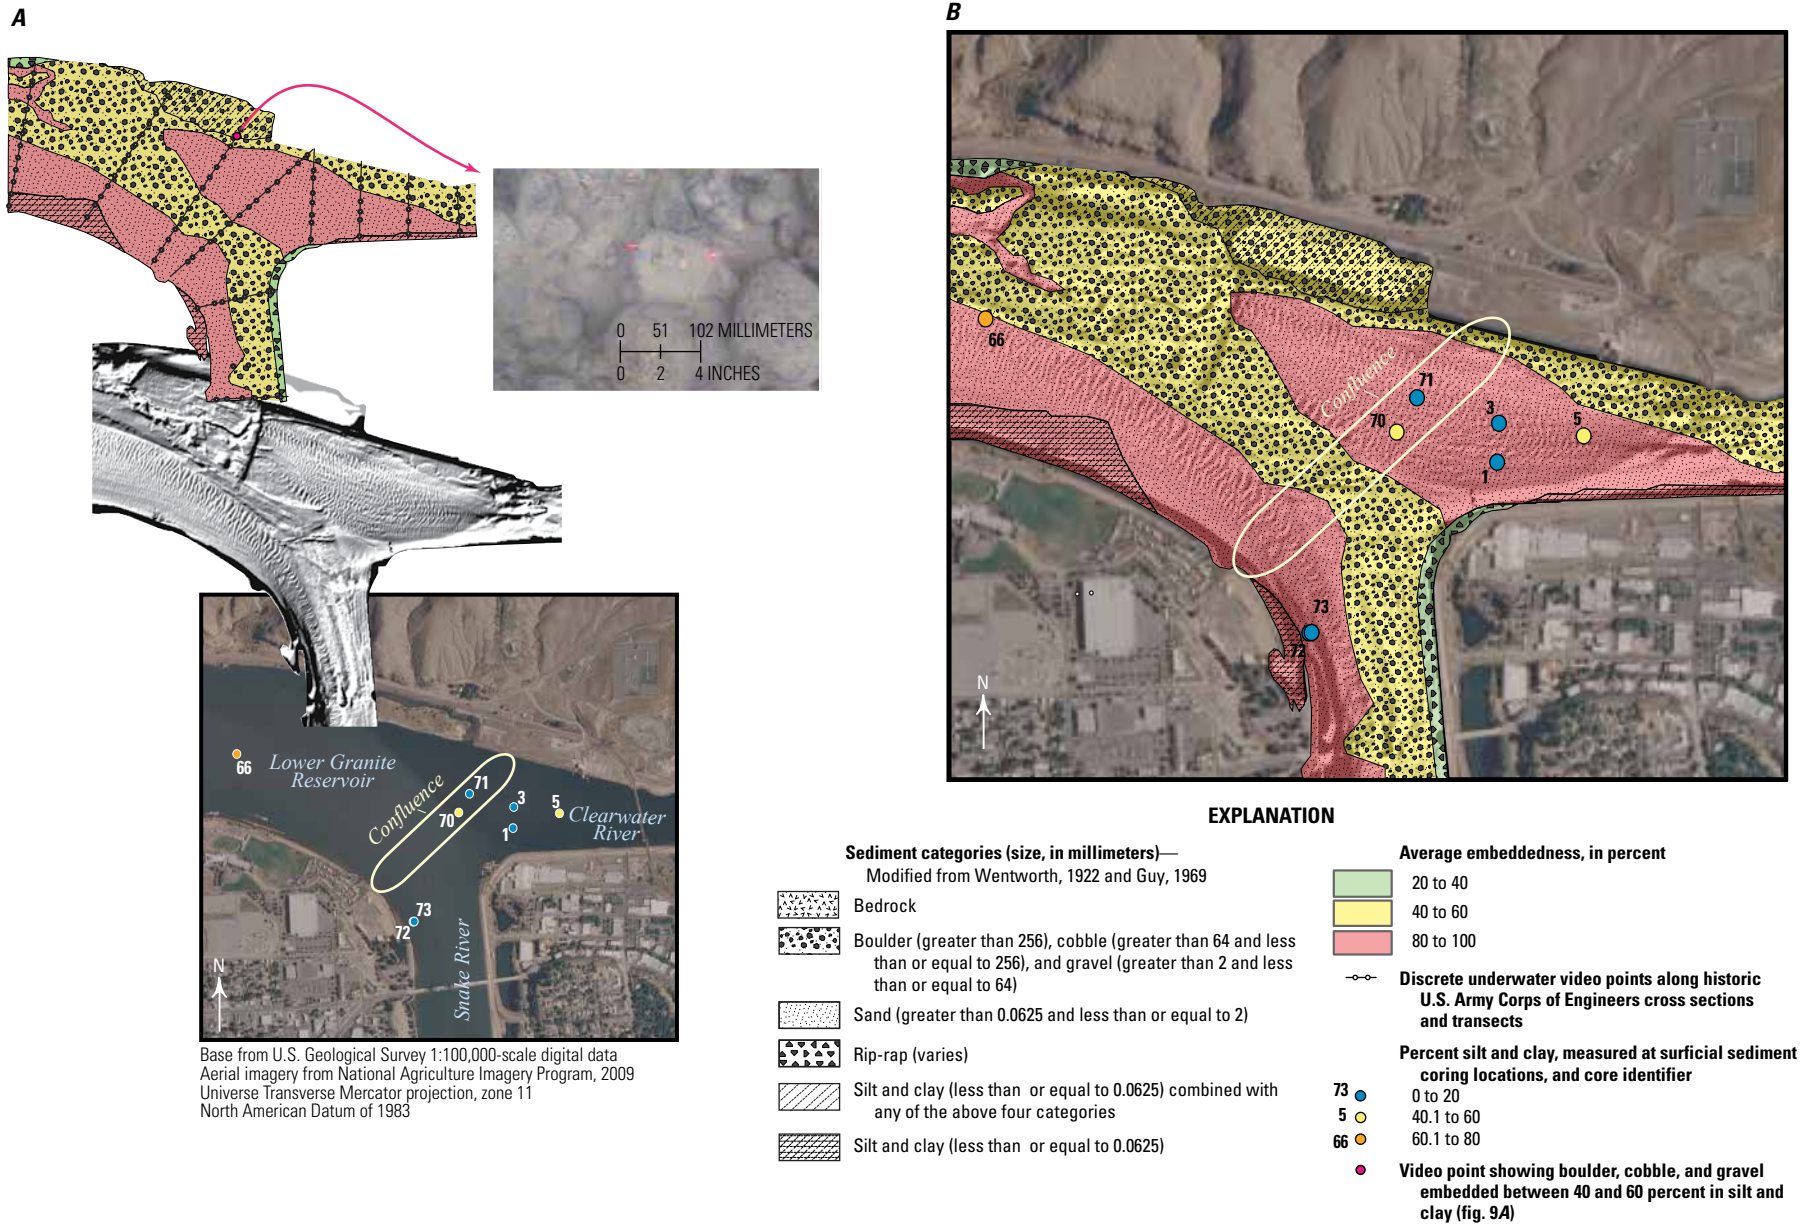 A
0 51 102 MILLIMETERS
0 2 4 INCHES
66
Lower Granite
Reservoir
Confluence
71
70
3
1
5
Clearwater
River
73
72
Snake River
N
Base from U.S. Geological Survey 1:100,000-scale digital data
Aerial imagery from National Agriculture Imagery Program, 2009
Universe Transverse Mercator projection, zone 11
North American Datum of 1983
B
66
Confluence
71
70
3
5
1
73
72
N
EXPLANATION
Sediment categories (size, in millimeters)—
Modified from Wentworth, 1922 and Guy, 1969
Bedrock
Boulder (greater than 256), cobble (greater than 64 and less
than or equal to 256), and gravel (greater than 2 and less
than or equal to 64)
Sand (greater than 0.0625 and less than or equal to 2)
Rip-rap (varies)
Silt and clay (less than or equal to 0.0625) combined with
any of the above four categories
Silt and clay (less than or equal to 0.0625)
Average embeddedness, in percent
20 to 40
40 to 60
80 to 100
Discrete underwater video points along historic
U.S. Army Corps of Engineers cross sections
and transects
Percent silt and clay, measured at surficial sediment
coring locations, and core identifier
73 0 to 20
5 40.1 to 60
66 60.1 to 80
Video point showing boulder, cobble, and gravel
embedded between 40 and 60 percent in silt and
clay (fig. 9A)